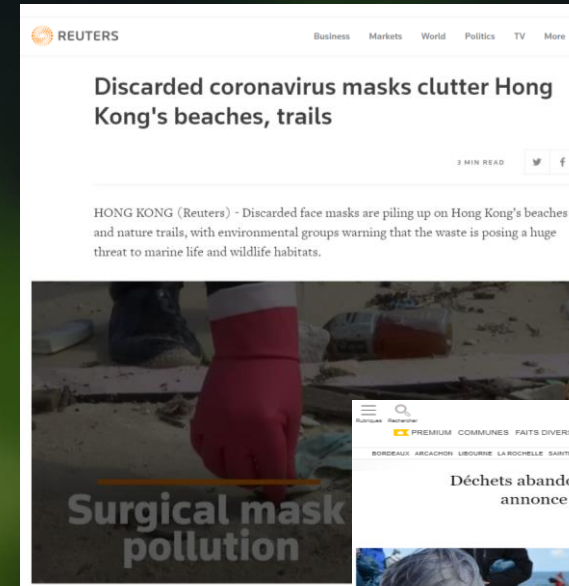 REUTERS
Business Markets World Politics TV More
Discarded coronavirus masks clutter Hong
Kong's beaches, trails
3 MIN READ
HONG KONG (Reuters) - Discarded face masks are piling up on Hong Kong's beaches
and nature trails, with environmental groups warning that the waste is posing a huge
threat to marine life and wildlife habitats.
Surgical mask
pollution
Rubriques Rechercher
PREMIUM COMMUNES FAITS DIVERS
BORDEAUX ARCACHON LIBOURNE LA ROCHELLE
Déchets
annonce